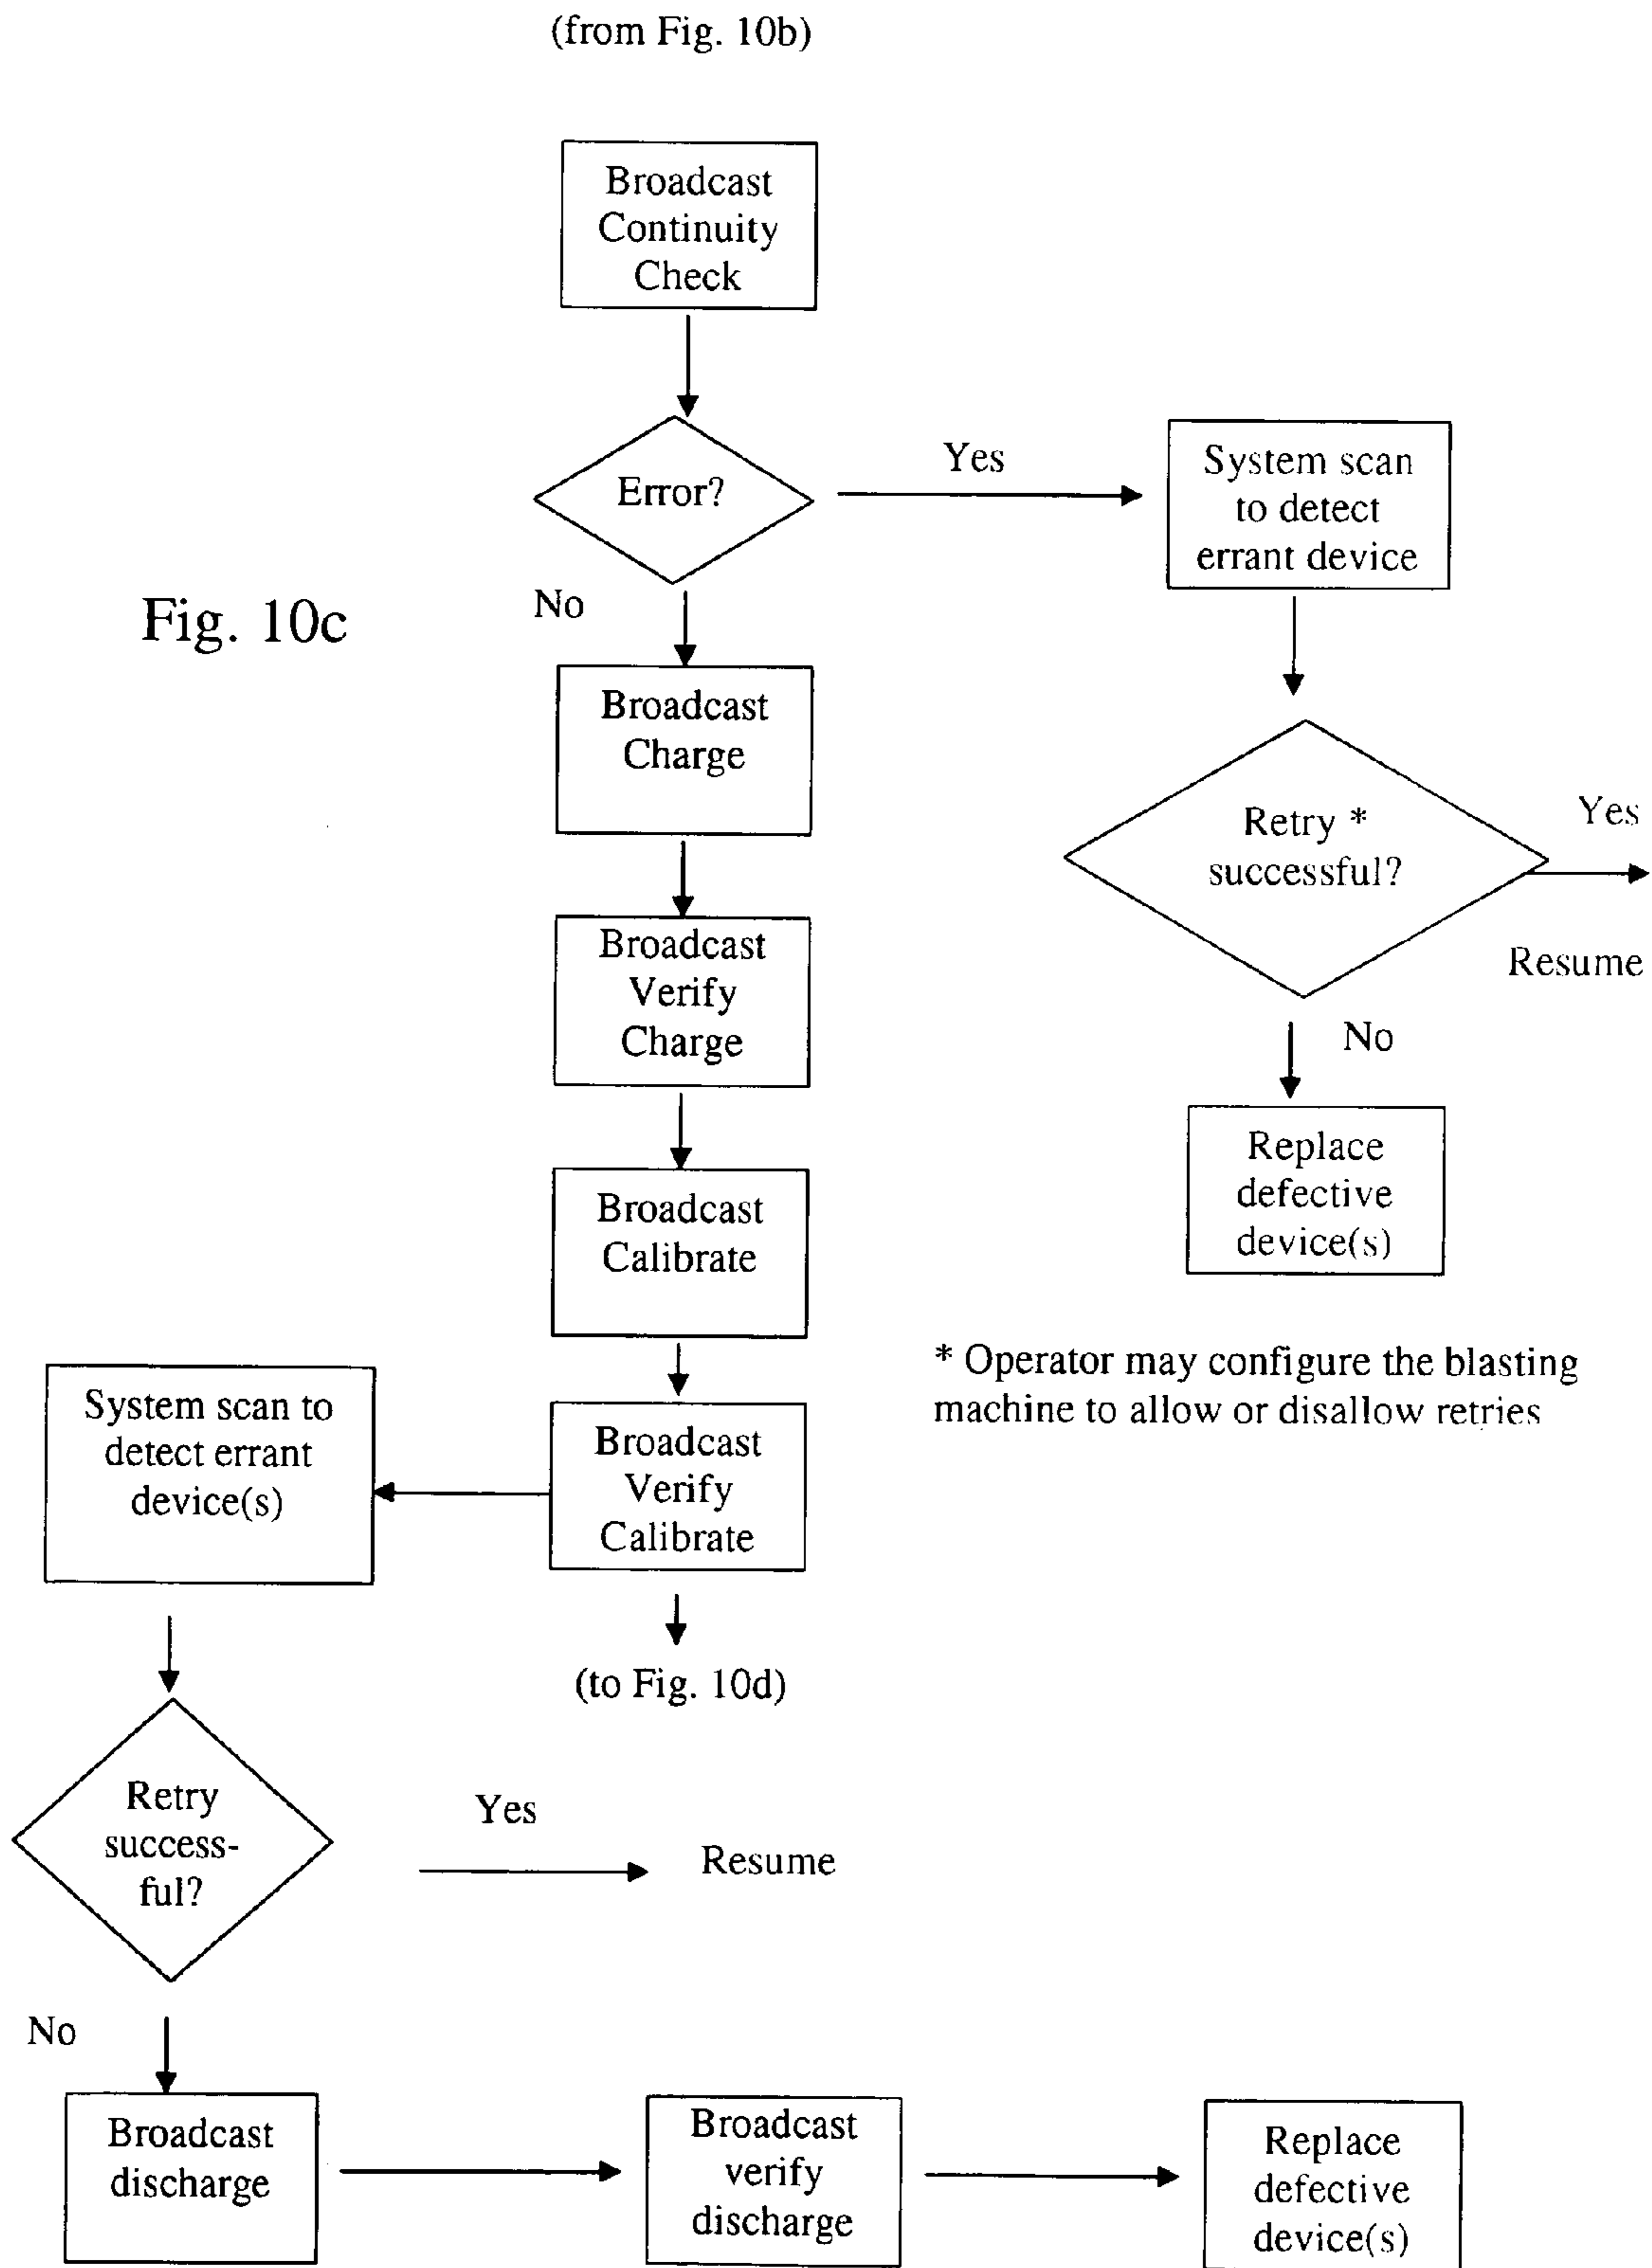 (from Fig. 10b)
Broadcast
Continuity
Check
Error?
Yes
System scan
to detect
errant device
No
Fig. 10c
Broadcast
Charge
Retry *
successful?
Yes
Resume
Broadcast
Verify
Charge
No
Replace
defective
device(s)
Broadcast
Calibrate
* Operator may configure the blasting
machine to allow or disallow retries
System scan to
detect errant
device(s)
Broadcast
Verify
Calibrate
(to Fig. 10d)
Retry
success-
ful?
Yes
Resume
No
Broadcast
discharge
Broadcast
verify
discharge
Replace
defective
device(s)